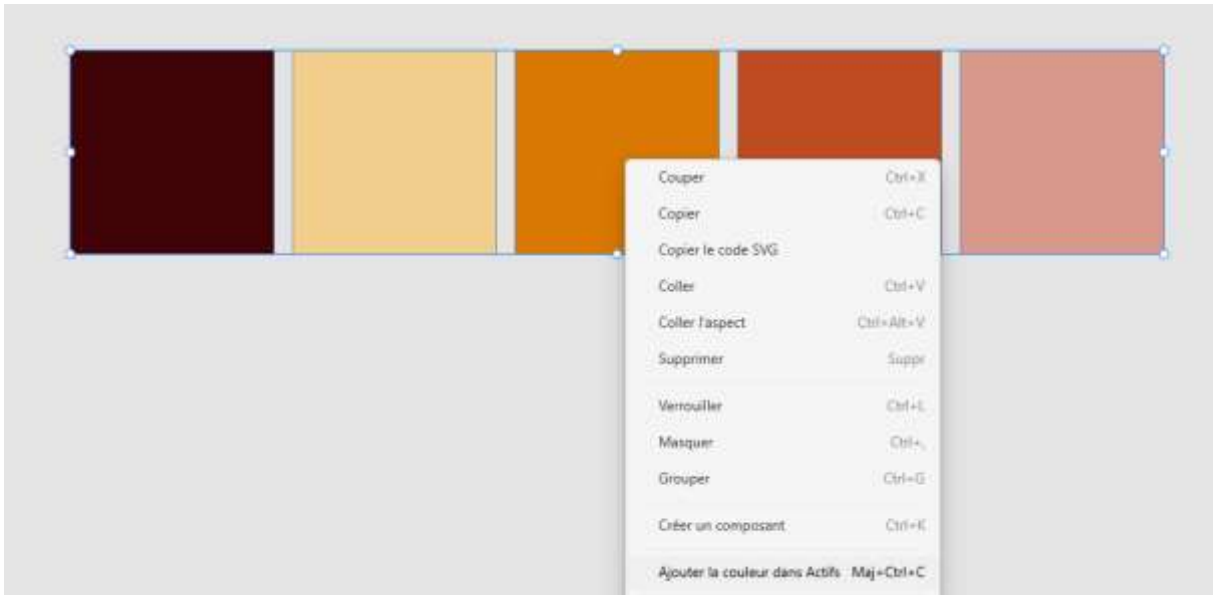 Couper Ctrl+X
Copier Ctrl+C
Copier le code SVG
Coller Ctrl+V
Coller l'aspect Ctrl+Alt+V
Supprimer Suppr
Verrouiller Ctrl+L
Masquer Ctrl+,
Grouper Ctrl+G
Créer un composant Ctrl+K
Ajouter la couleur dans Actifs Maj+Ctrl+C